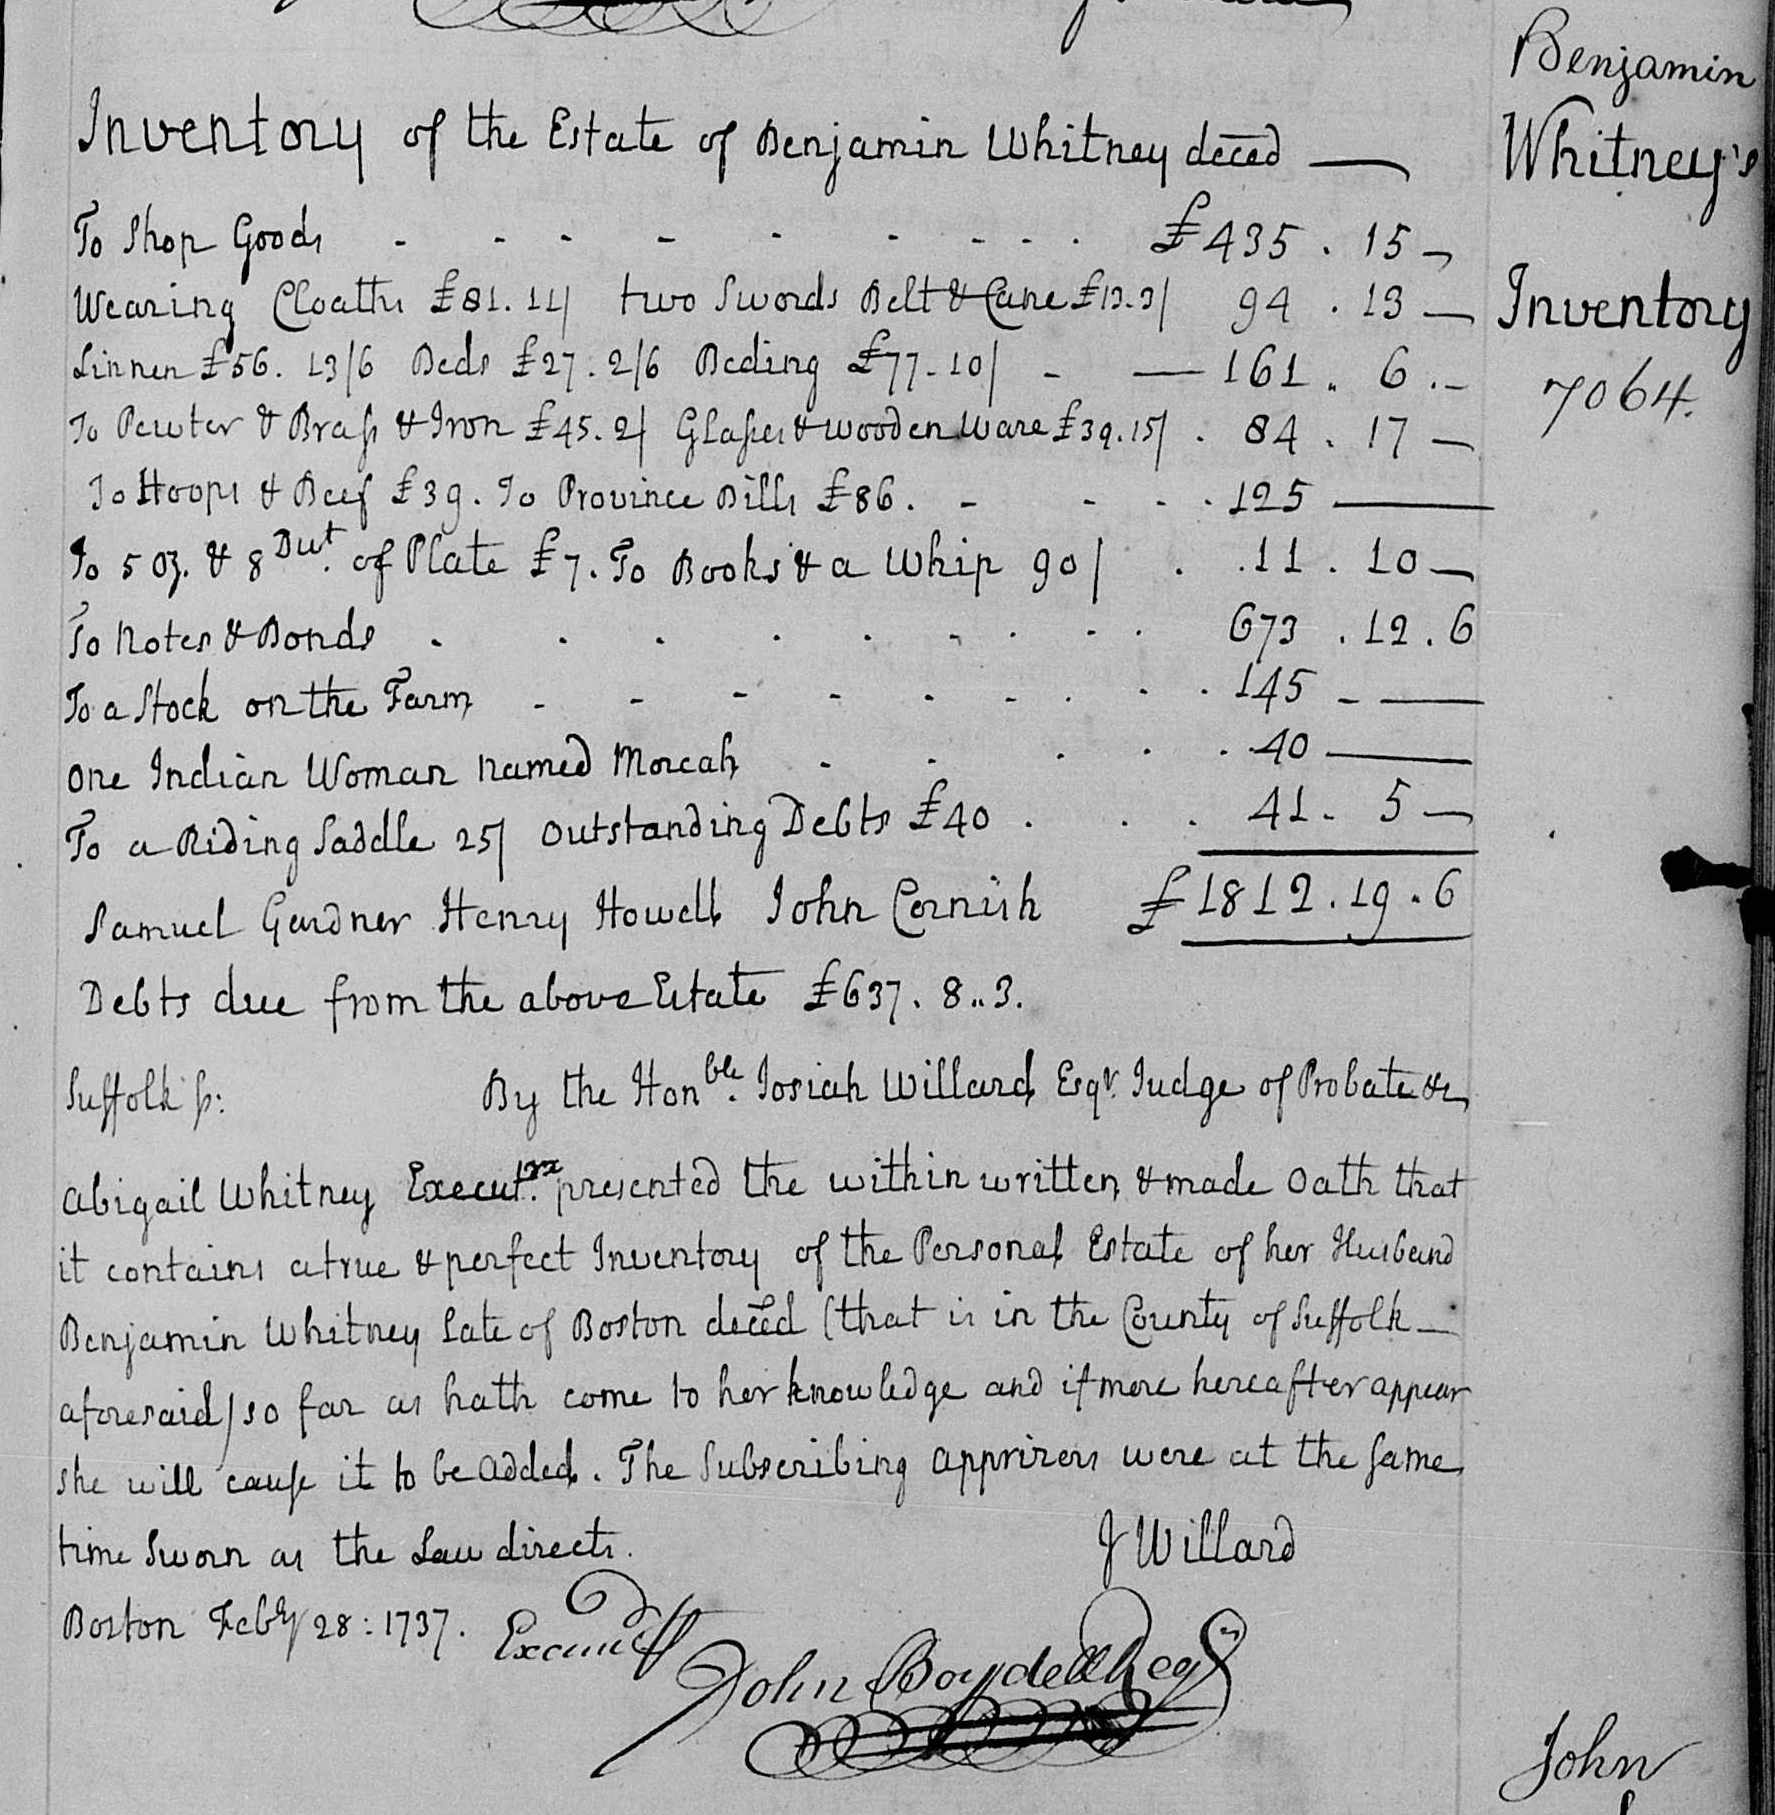 Benjamin
Whitney's
Inventory
7064.
Inventory of the Estate of Benjamin Whitney deced —
To Shop Goods - - - - - - - - - £435 . 15 —
Wearing Cloaths £81. 11/ two Swords Belt & Cane £13.3/ 94 . 13 —
Linnen £56. 13/6 Beds £27. 2/6 Beding £77-10/ - — 161. 6 . —
To Pewter & Brass & Iron £45. 2/ Glasses & wooden Ware £39.15/ . 84 . 17 —
To Hoops & Beef £39. To Province Bills £86. - - - . 125 —
To 5 oz. & 8 Dwt. of Plate £7. To Books & a Whip 90/ . . 11 . 10 —
To Notes & Bonds . . . . . . . . . 673 . 12 . 6
To a Stock on the Farm - - - - - - . . . 145 - —
One Indian Woman named Moreah . . . . . 40 —
To a Riding Saddle 25/ Outstanding Debts £40 . . . 41 . 5 —
Samuel Gardner Henry Howell John Cornish £1812.19.6
Debts due from the above Estate £637. 8..3.
Suffolk ss: By the Honble. Josiah Willard Esqr. Judge of Probate &c
Abigail Whitney Execut.rix presented the within written & made Oath that
it contains a true & perfect Inventory of the Personal Estate of her Husband
Benjamin Whitney late of Boston deced (that is in the County of Suffolk —
aforesaid) so far as hath come to her knowledge and if more hereafter appear
she will cause it to be added. The Subscribing apprizers were at the same
time Sworn as the Law directs. J Willard
Boston Feby 28: 1737. Examd John Boydell Regr
John